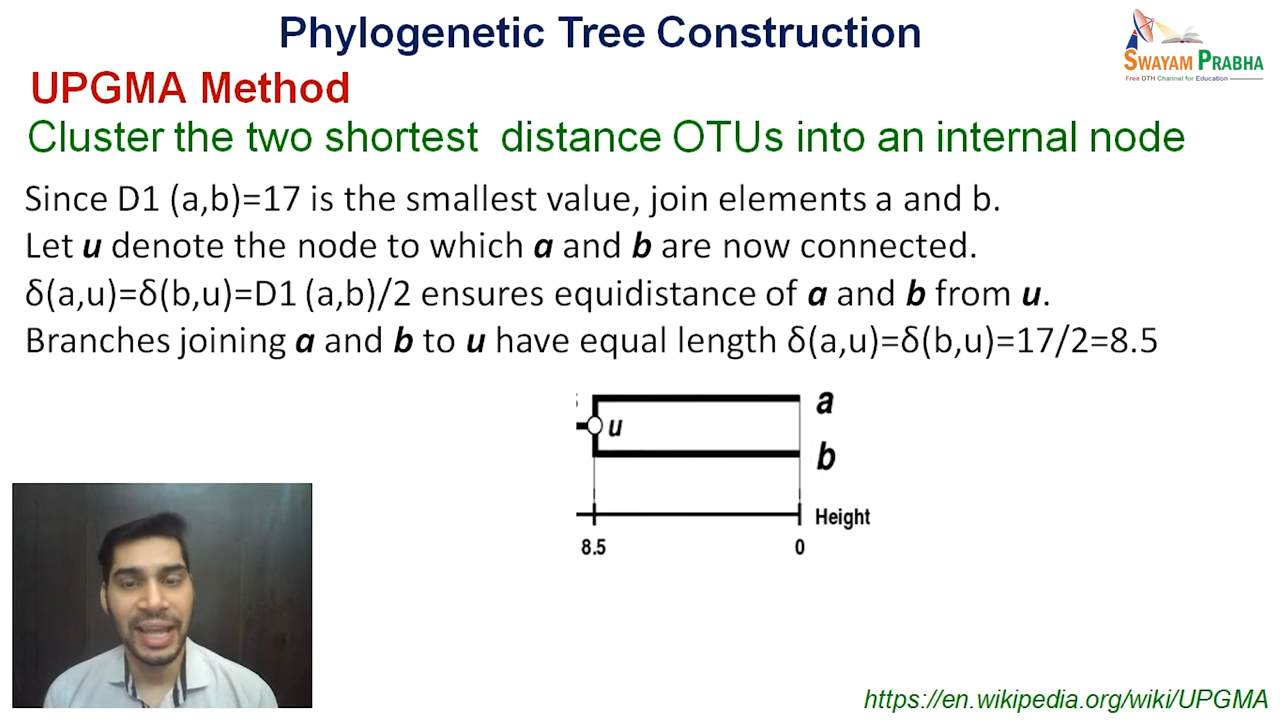 Phylogenetic Tree Construction
SWAYAM PRABHA
Free DTH Channel for Education
UPGMA Method
Cluster the two shortest distance OTUs into an internal node
Since D1 (a,b)=17 is the smallest value, join elements a and b.
Let u denote the node to which a and b are now connected.
δ(a,u)=δ(b,u)=D1 (a,b)/2 ensures equidistance of a and b from u.
Branches joining a and b to u have equal length δ(a,u)=δ(b,u)=17/2=8.5
a
u
b
Height
8.5 0
https://en.wikipedia.org/wiki/UPGMA